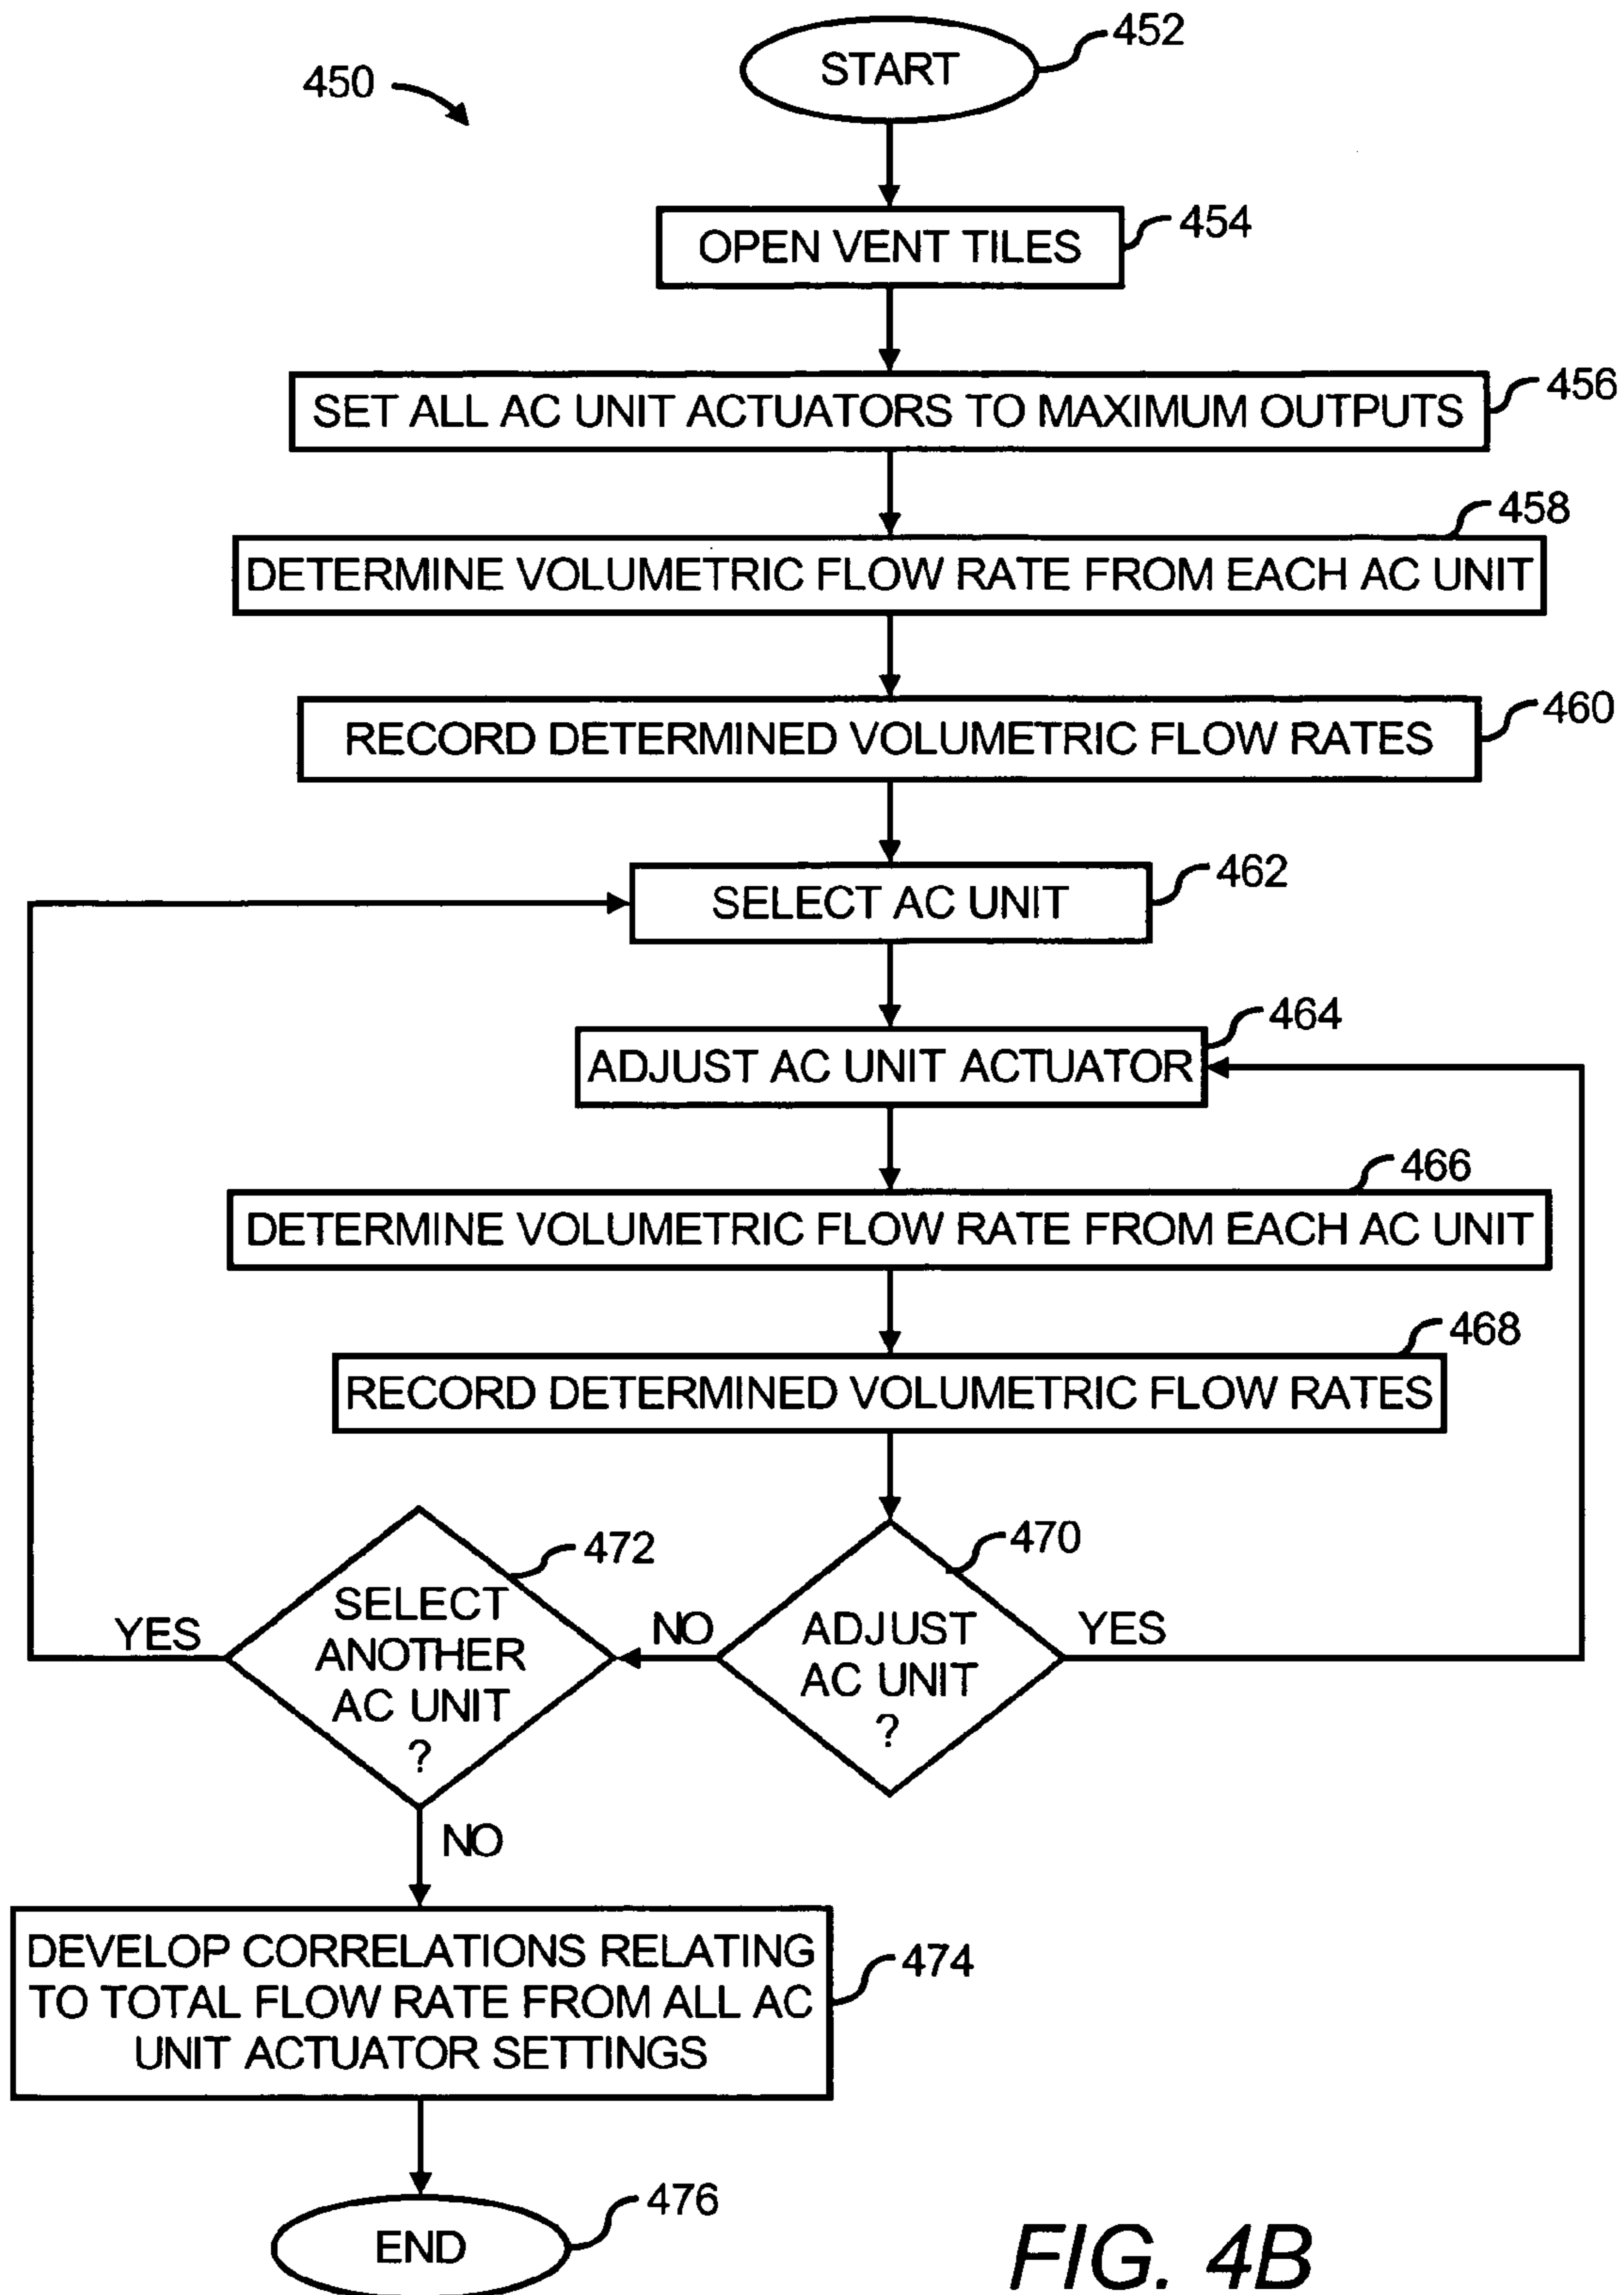 450
START
452
OPEN VENT TILES
454
SET ALL AC UNIT ACTUATORS TO MAXIMUM OUTPUTS
456
458
DETERMINE VOLUMETRIC FLOW RATE FROM EACH AC UNIT
RECORD DETERMINED VOLUMETRIC FLOW RATES
460
SELECT AC UNIT
462
ADJUST AC UNIT ACTUATOR
464
466
DETERMINE VOLUMETRIC FLOW RATE FROM EACH AC UNIT
468
RECORD DETERMINED VOLUMETRIC FLOW RATES
470
ADJUST
AC UNIT
?
YES
NO
472
SELECT
ANOTHER
AC UNIT
?
YES
NO
DEVELOP CORRELATIONS RELATING
TO TOTAL FLOW RATE FROM ALL AC
UNIT ACTUATOR SETTINGS
474
END
476
FIG. 4B